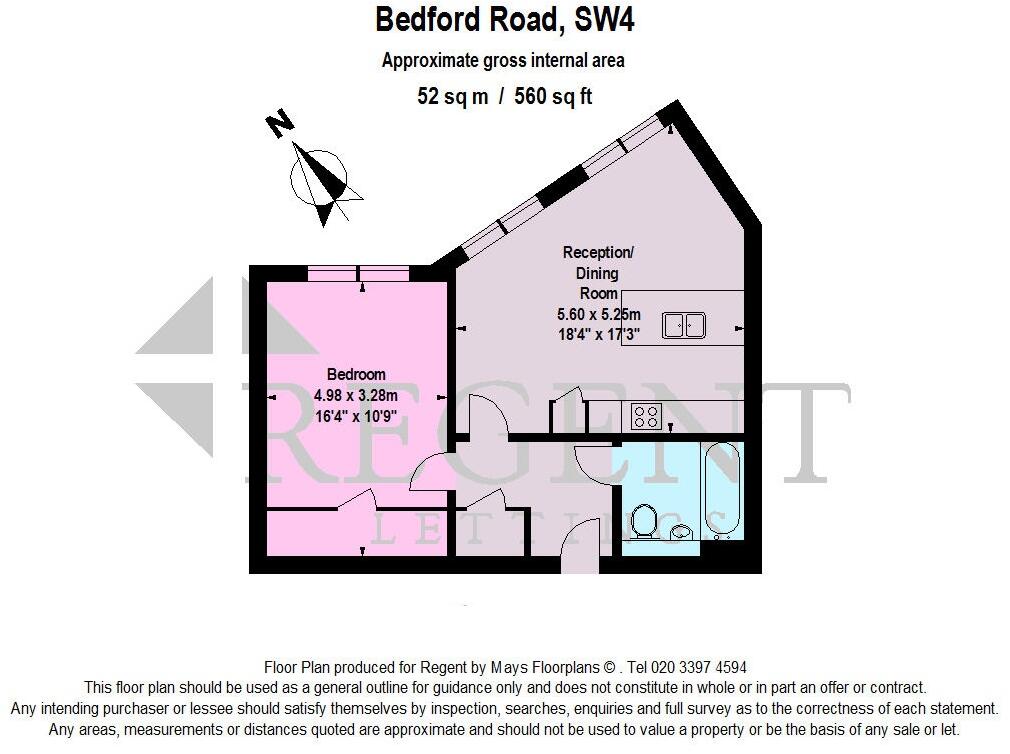 Bedford Road, SW4
Approximate gross internal area
52 sq m / 560 sq ft
N
Reception/
Dining
Room
5.60 x 5.25m
18'4" x 17'3"
Bedroom
4.98 x 3.28m
16'4" x 10'9"
REGENT
LETTINGS
Floor Plan produced for Regent by Mays Floorplans © . Tel 020 3397 4594
This floor plan should be used as a general outline for guidance only and does not constitute in whole or in part an offer or contract.
Any intending purchaser or lessee should satisfy themselves by inspection, searches, enquiries and full survey as to the correctness of each statement.
Any areas, measurements or distances quoted are approximate and should not be used to value a property or be the basis of any sale or let.